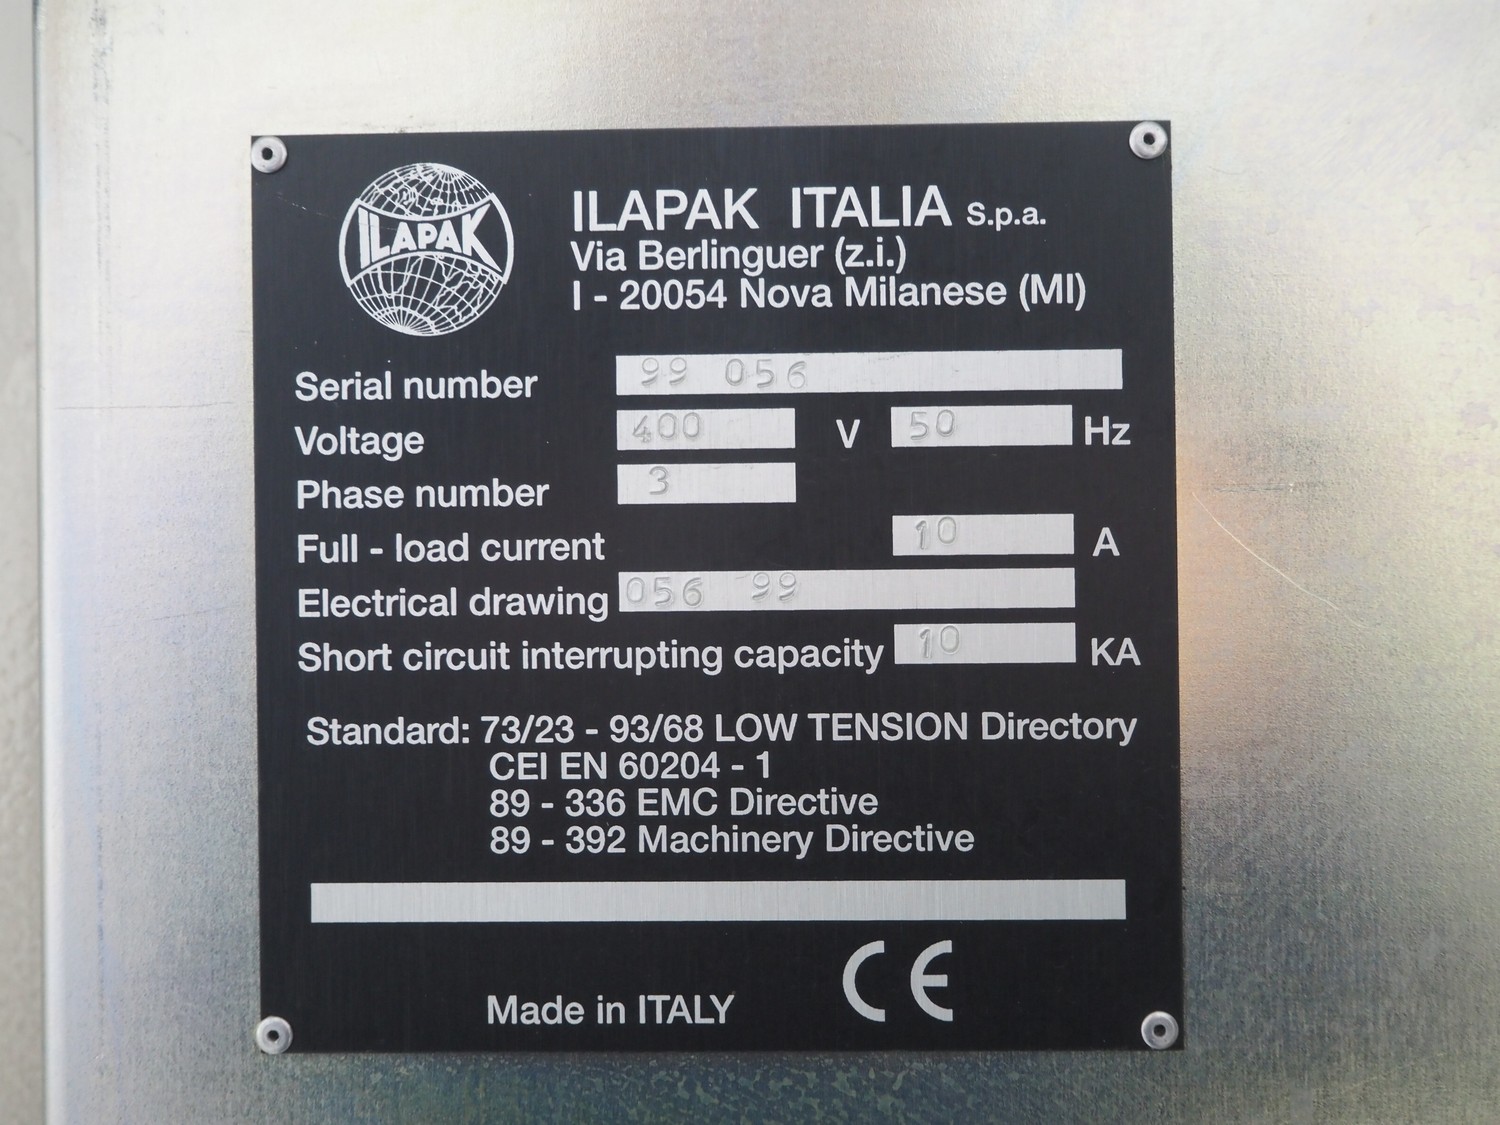 ILAPAK
ILAPAK ITALIA S.p.a.
Via Berlinguer (z.i.)
I - 20054 Nova Milanese (MI)
Serial number 99 056
Voltage 400 V 50 Hz
Phase number 3
Full - load current 10 A
Electrical drawing 056 99
Short circuit interrupting capacity 10 KA
Standard: 73/23 - 93/68 LOW TENSION Directory
CEI EN 60204 - 1
89 - 336 EMC Directive
89 - 392 Machinery Directive
Made in ITALY CE